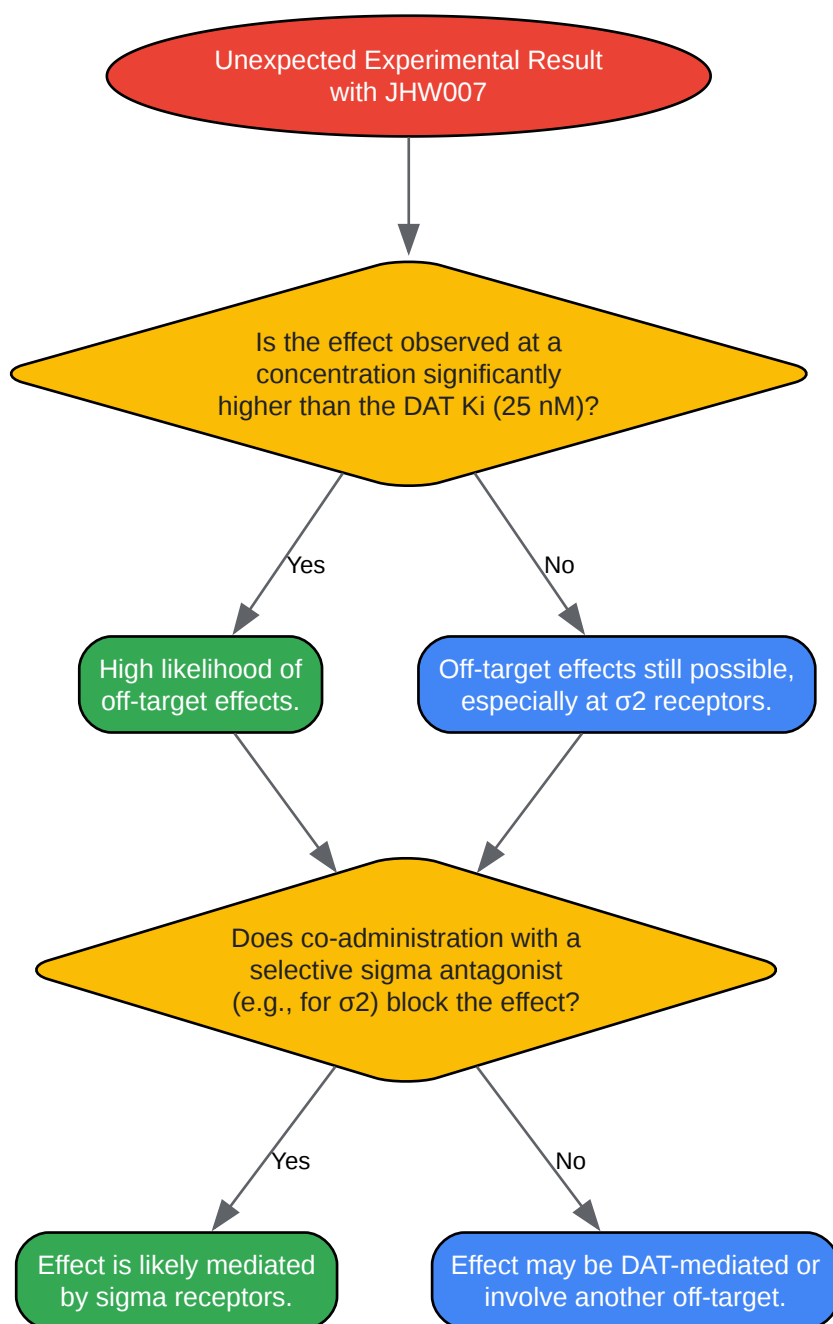 Unexpected Experimental Result
with JHW007
Is the effect observed at a
concentration significantly
higher than the DAT Ki (25 nM)?
Yes
No
High likelihood of
off-target effects.
Off-target effects still possible,
especially at σ2 receptors.
Does co-administration with a
selective sigma antagonist
(e.g., for σ2) block the effect?
Yes
No
Effect is likely mediated
by sigma receptors.
Effect may be DAT-mediated or
involve another off-target.